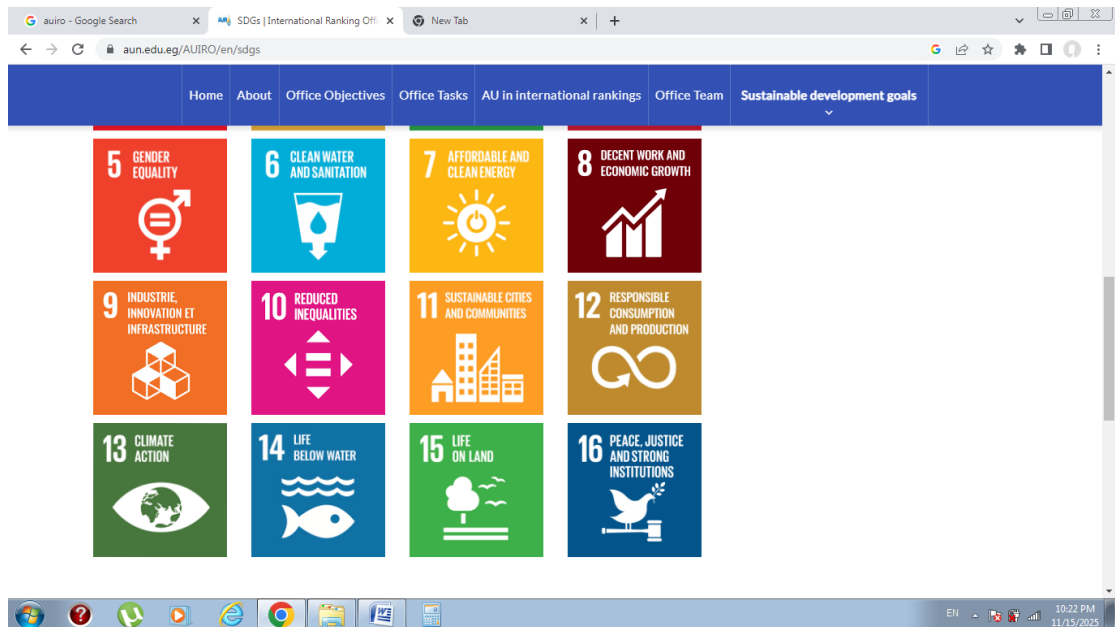 auiro - Google Search
SDGs | International Ranking Offi
New Tab
aun.edu.eg/AUIRO/en/sdgs
Home About Office Objectives Office Tasks AU in international rankings Office Team Sustainable development goals
5 GENDER
EQUALITY
6 CLEAN WATER
AND SANITATION
7 AFFORDABLE AND
CLEAN ENERGY
8 DECENT WORK AND
ECONOMIC GROWTH
9 INDUSTRIE,
INNOVATION ET
INFRASTRUCTURE
10 REDUCED
INEQUALITIES
11 SUSTAINABLE CITIES
AND COMMUNITIES
12 RESPONSIBLE
CONSUMPTION
AND PRODUCTION
13 CLIMATE
ACTION
14 LIFE
BELOW WATER
15 LIFE
ON LAND
16 PEACE, JUSTICE
AND STRONG
INSTITUTIONS
EN
10:22 PM
11/15/2025